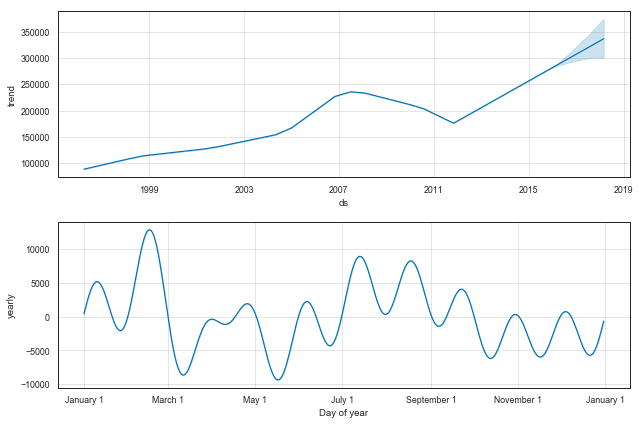 350000
300000
250000
200000
150000
100000
trend
1999 2003 2007 2011 2015 2019
ds
10000
5000
0
−5000
−10000
yearly
January 1 March 1 May 1 July 1 September 1 November 1 January 1
Day of year